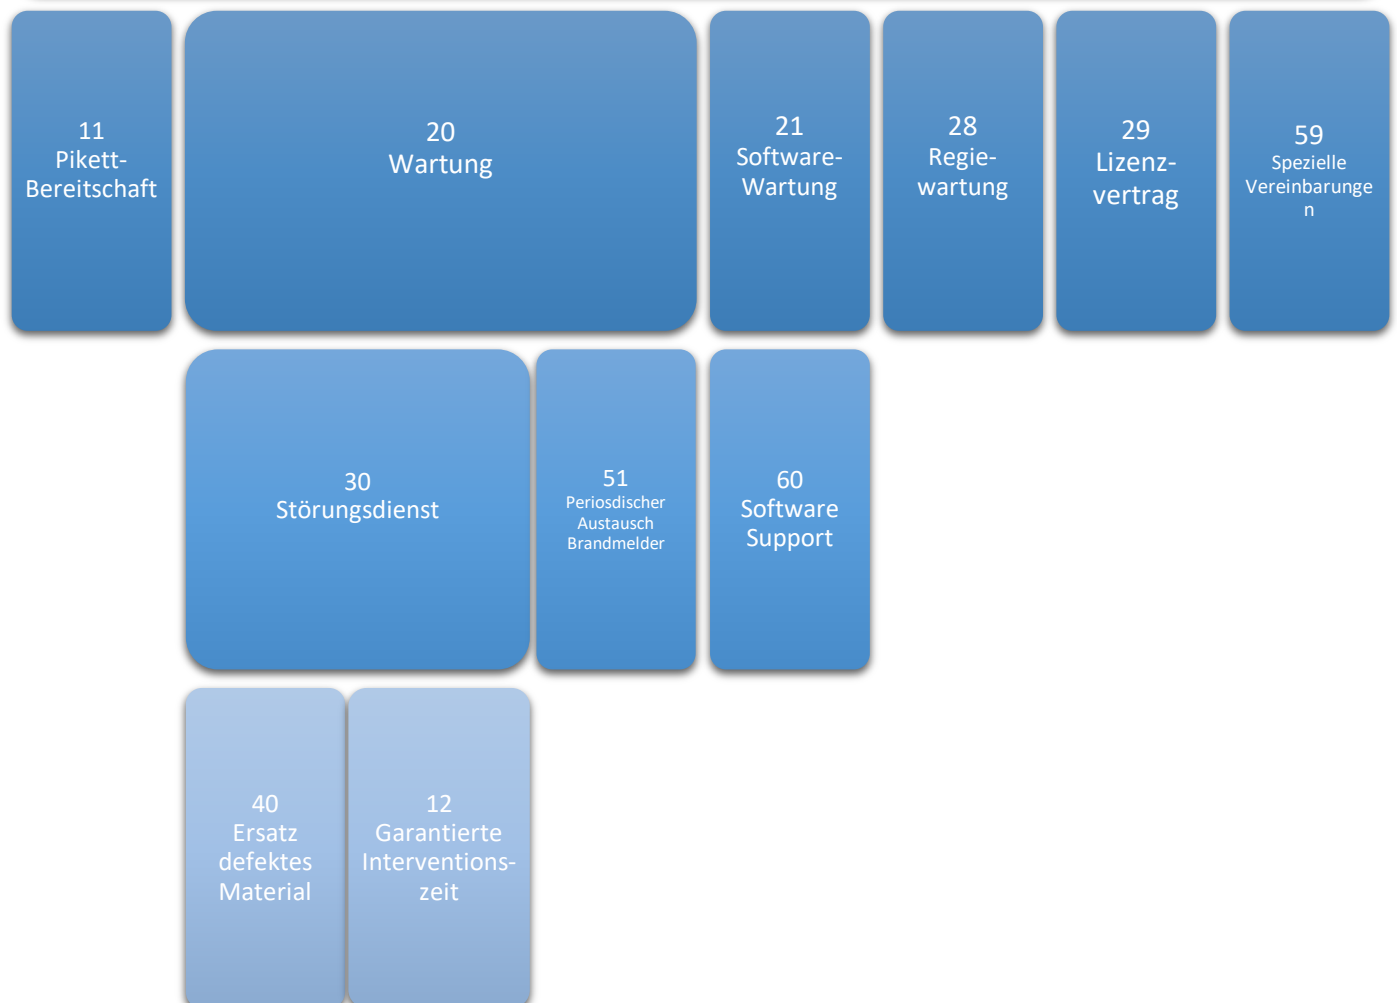 11
Pikett-
Bereitschaft
20
Wartung
21
Software-
Wartung
28
Regie-
wartung
29
Lizenz-
vertrag
59
Spezielle
Vereinbarunge
n
30
Störungsdienst
51
Periosdischer
Austausch
Brandmelder
60
Software
Support
40
Ersatz
defektes
Material
12
Garantierte
Interventions-
zeit